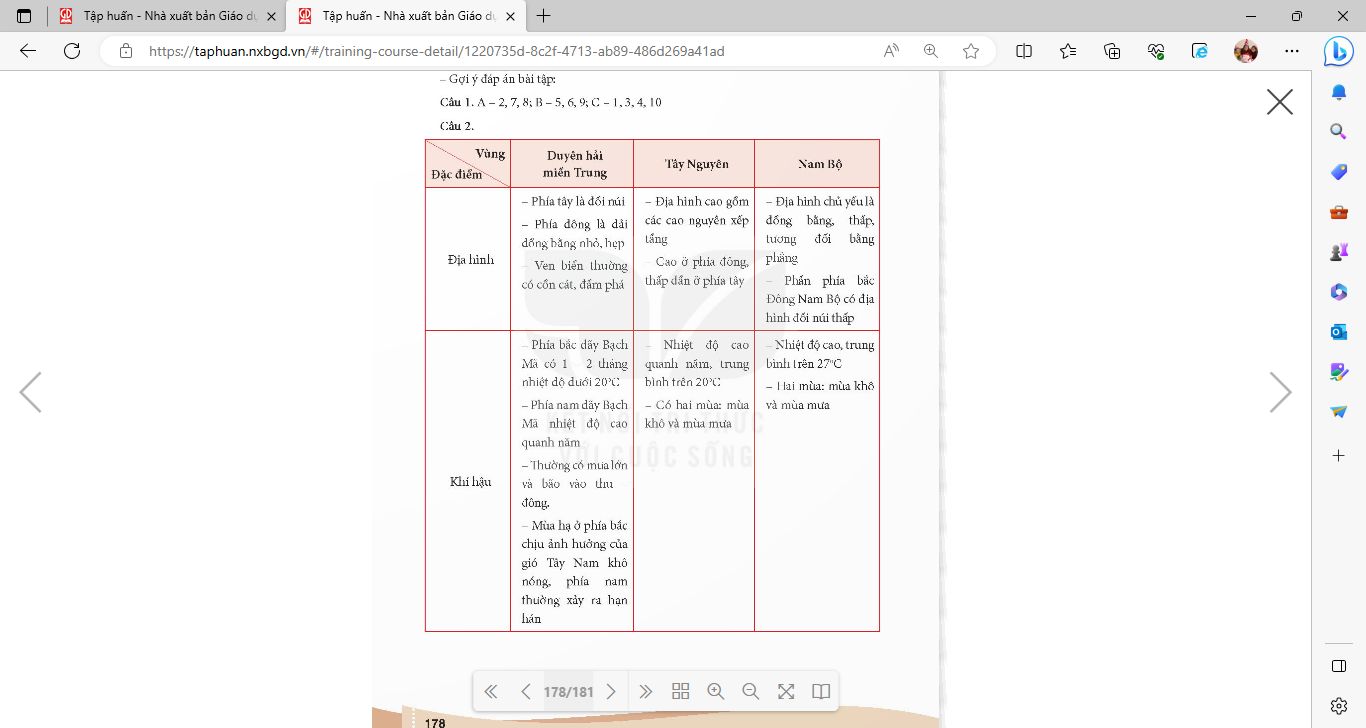 Tập huấn - Nhà xuất bản Giáo dụ
Tập huấn - Nhà xuất bản Giáo dụ
https://taphuan.nxbgd.vn/#/training-course-detail/1220735d-8c2f-4713-ab89-486d269a41ad
– Gợi ý đáp án bài tập:
Câu 1. A – 2, 7, 8; B – 5, 6, 9; C – 1, 3, 4, 10
Câu 2.
Vùng
Đặc điểm
Duyên hải
miền Trung
Tây Nguyên
Nam Bộ
Địa hình
– Phía tây là đồi núi
– Phía đông là dải
đồng bằng nhỏ, hẹp
– Ven biển thường
có cồn cát, đầm phá
– Địa hình cao gồm
các cao nguyên xếp
tầng
– Cao ở phía đông,
thấp dần ở phía tây
– Địa hình chủ yếu là
đồng bằng, thấp,
tương đối bằng
phẳng
– Phần phía bắc
Đông Nam Bộ có địa
hình đồi núi thấp
Khí hậu
– Phía bắc dãy Bạch
Mã có 1 – 2 tháng
nhiệt độ dưới 20°C
– Phía nam dãy Bạch
Mã nhiệt độ cao
quanh năm
– Thường có mưa lớn
và bão vào thu –
đông.
– Mùa hạ ở phía bắc
chịu ảnh hưởng của
gió Tây Nam khô
nóng, phía nam
thường xảy ra hạn
hán
– Nhiệt độ cao
quanh năm, trung
bình trên 20°C
– Có hai mùa: mùa
khô và mùa mưa
– Nhiệt độ cao, trung
bình trên 27°C
– Hai mùa: mùa khô
và mùa mưa
KẾT NỐI TRI THỨC
VỚI CUỘC SỐNG
178/181
178